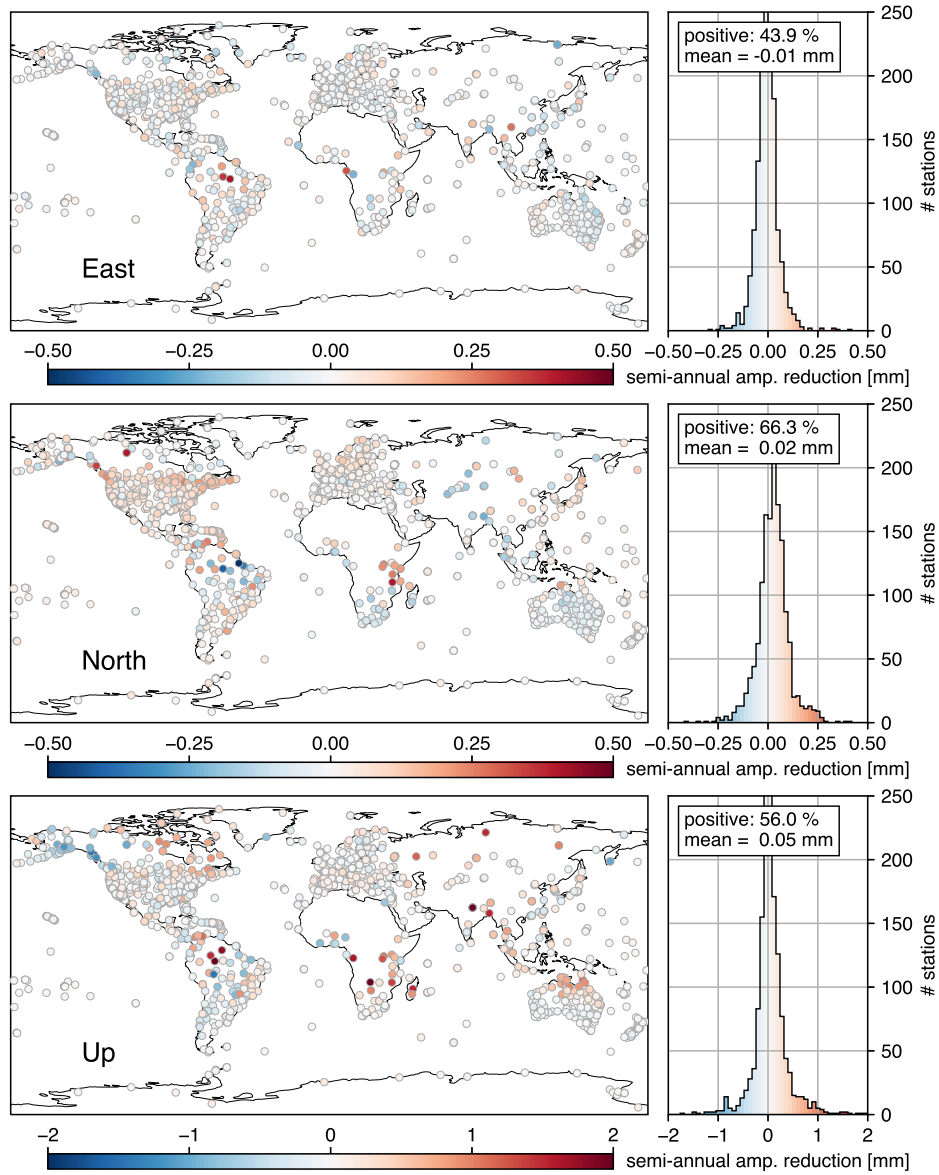 positive: 43.9 %
mean = -0.01 mm
250
200
150
100
50
0
# stations
East
−0.50 −0.25 0.00 0.25 0.50
−0.50 −0.25 0.00 0.25 0.50
semi-annual amp. reduction [mm]
positive: 66.3 %
mean = 0.02 mm
250
200
150
100
50
0
# stations
North
−0.50 −0.25 0.00 0.25 0.50
−0.50 −0.25 0.00 0.25 0.50
semi-annual amp. reduction [mm]
positive: 56.0 %
mean = 0.05 mm
250
200
150
100
50
0
# stations
Up
−2 −1 0 1 2
−2 −1 0 1 2
semi-annual amp. reduction [mm]